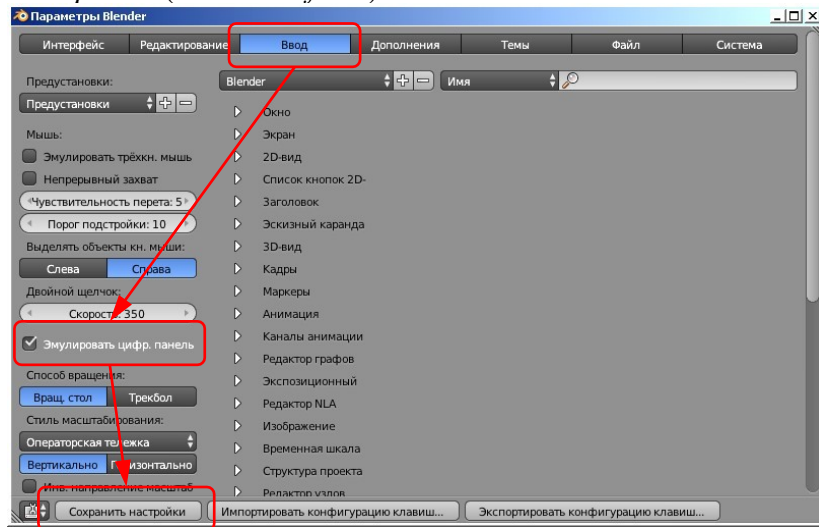 Параметры Blender
Интерфейс Редактирование Ввод Дополнения Темы Файл Система
Предустановки:
Предустановки
Мышь:
Эмулировать трёхкн. мышь
Непрерывный захват
Чувствительность перета: 5
Порог подстройки: 10
Выделять объекты кн. мыши:
Слева Справа
Двойной щелчок:
Скорость: 350
Эмулировать цифр. панель
Способ вращения:
Вращ. стол Трекбол
Стиль масштабирования:
Операторская тележка
Вертикально Горизонтально
Инв. направление масштаб
Blender Имя
Окно
Экран
2D-вид
Список кнопок 2D-
Заголовок
Эскизный каранда
3D-вид
Кадры
Маркеры
Анимация
Каналы анимации
Редактор графов
Экспозиционный
Редактор NLA
Изображение
Временная шкала
Структура проекта
Редактор узлов
Сохранить настройки Импортировать конфигурацию клавиш... Экспортировать конфигурацию клавиш...